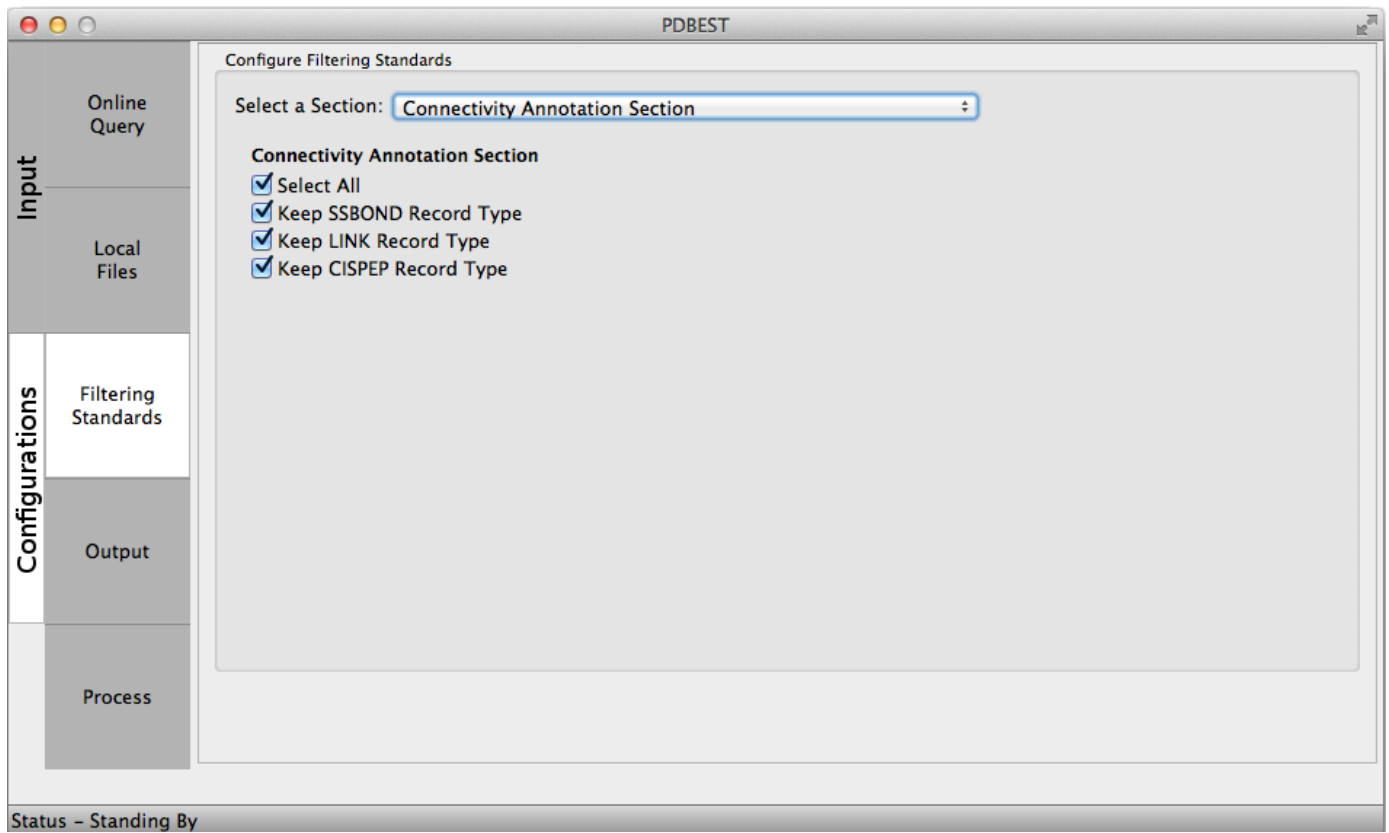 PDBEST
Input
Online
Query
Local
Files
Configurations
Filtering
Standards
Output
Process
Configure Filtering Standards
Select a Section: Connectivity Annotation Section
Connectivity Annotation Section
Select All
Keep SSBOND Record Type
Keep LINK Record Type
Keep CISPEP Record Type
Status - Standing By